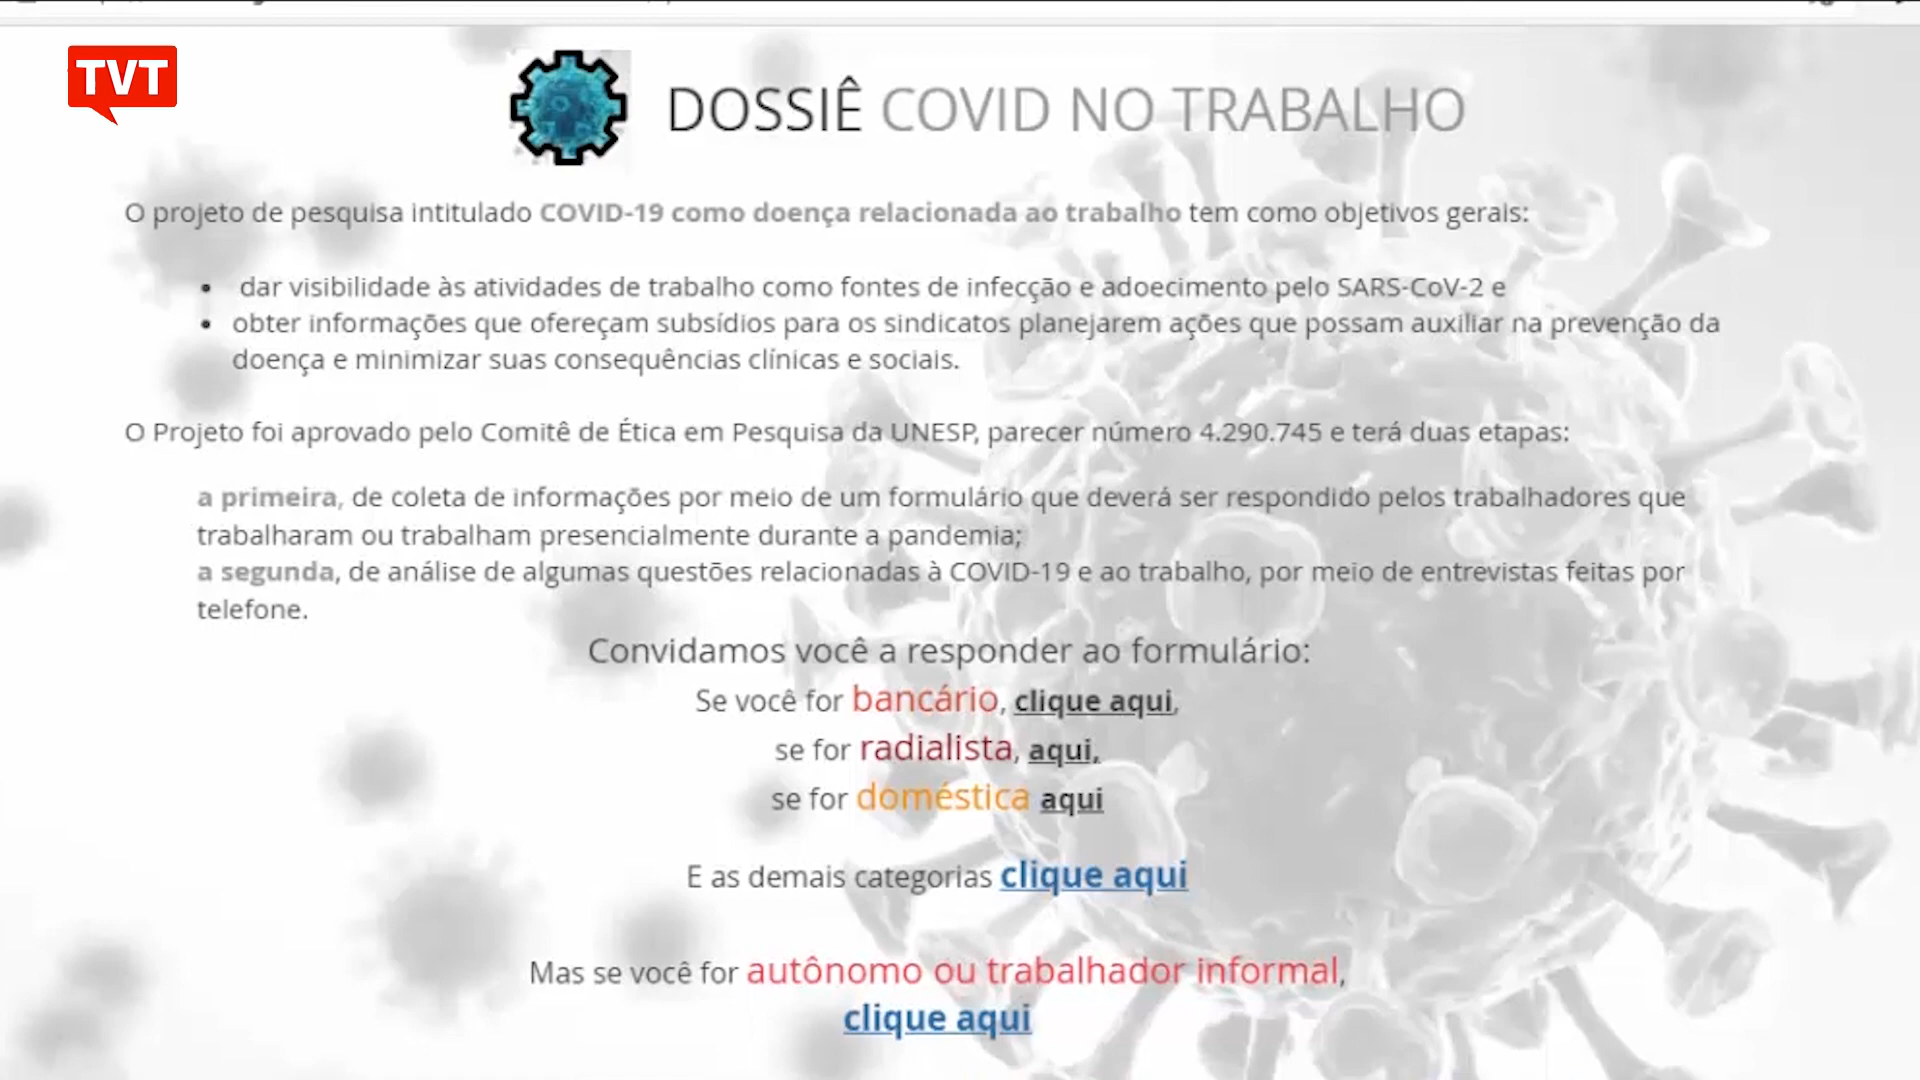 TVT
DOSSIÊ COVID NO TRABALHO
O projeto de pesquisa intitulado COVID-19 como doença relacionada ao trabalho tem como objetivos gerais:
• dar visibilidade às atividades de trabalho como fontes de infecção e adoecimento pelo SARS-CoV-2 e
• obter informações que ofereçam subsídios para os sindicatos planejarem ações que possam auxiliar na prevenção da
doença e minimizar suas consequências clínicas e sociais.
O Projeto foi aprovado pelo Comitê de Ética em Pesquisa da UNESP, parecer número 4.290.745 e terá duas etapas:
a primeira, de coleta de informações por meio de um formulário que deverá ser respondido pelos trabalhadores que
trabalharam ou trabalham presencialmente durante a pandemia;
a segunda, de análise de algumas questões relacionadas à COVID-19 e ao trabalho, por meio de entrevistas feitas por
telefone.
Convidamos você a responder ao formulário:
Se você for bancário, clique aqui,
se for radialista, aqui,
se for doméstica aqui
E as demais categorias clique aqui
Mas se você for autônomo ou trabalhador informal,
clique aqui